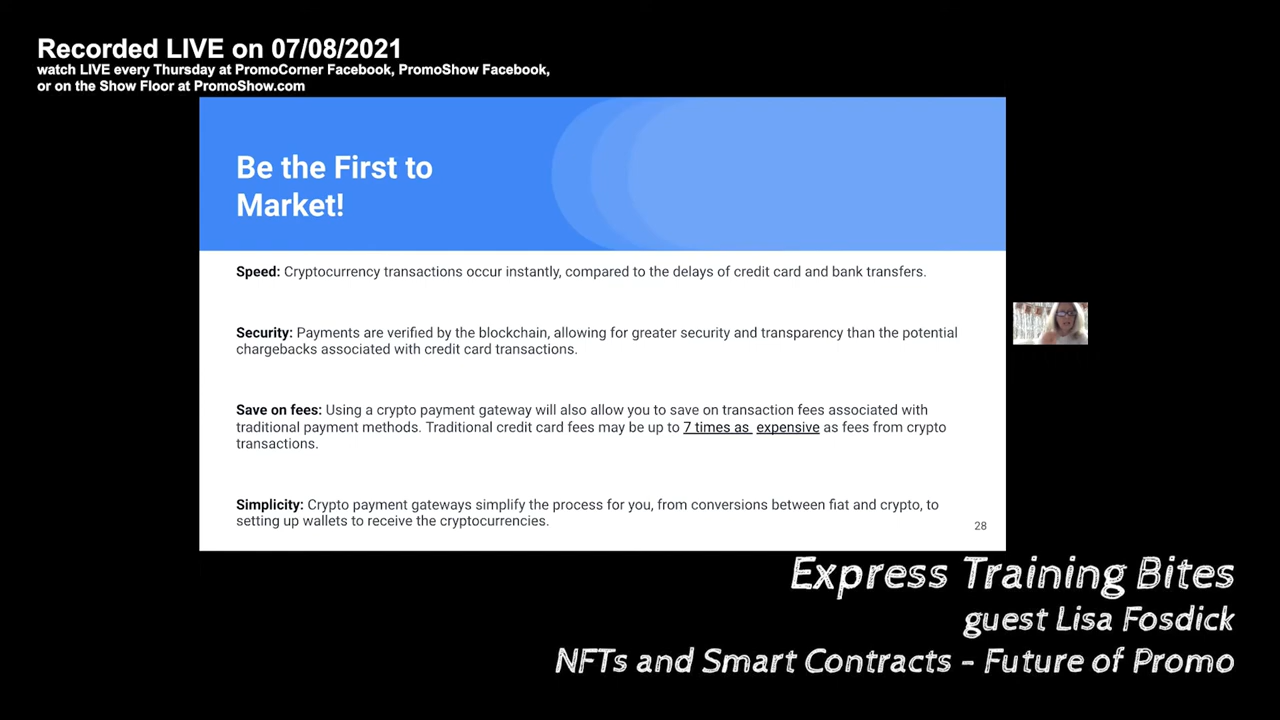 Recorded LIVE on 07/08/2021
watch LIVE every Thursday at PromoCorner Facebook, PromoShow Facebook,
or on the Show Floor at PromoShow.com
Be the First to
Market!
Speed: Cryptocurrency transactions occur instantly, compared to the delays of credit card and bank transfers.
Security: Payments are verified by the blockchain, allowing for greater security and transparency than the potential
chargebacks associated with credit card transactions.
Save on fees: Using a crypto payment gateway will also allow you to save on transaction fees associated with
traditional payment methods. Traditional credit card fees may be up to 7 times as expensive as fees from crypto
transactions.
Simplicity: Crypto payment gateways simplify the process for you, from conversions between fiat and crypto, to
setting up wallets to receive the cryptocurrencies.
28
Express Training Bites
guest Lisa Fosdick
NFTs and Smart Contracts - Future of Promo